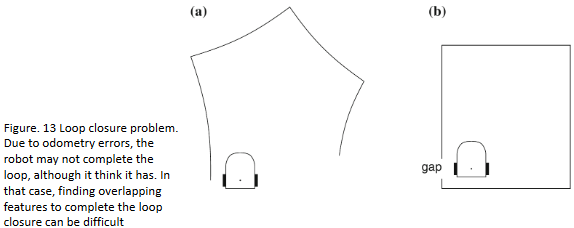 (a)
(b)
Figure. 13 Loop closure problem.
Due to odometry errors, the
robot may not complete the
loop, although it think it has. In
that case, finding overlapping
features to complete the loop
closure can be difficult
gap